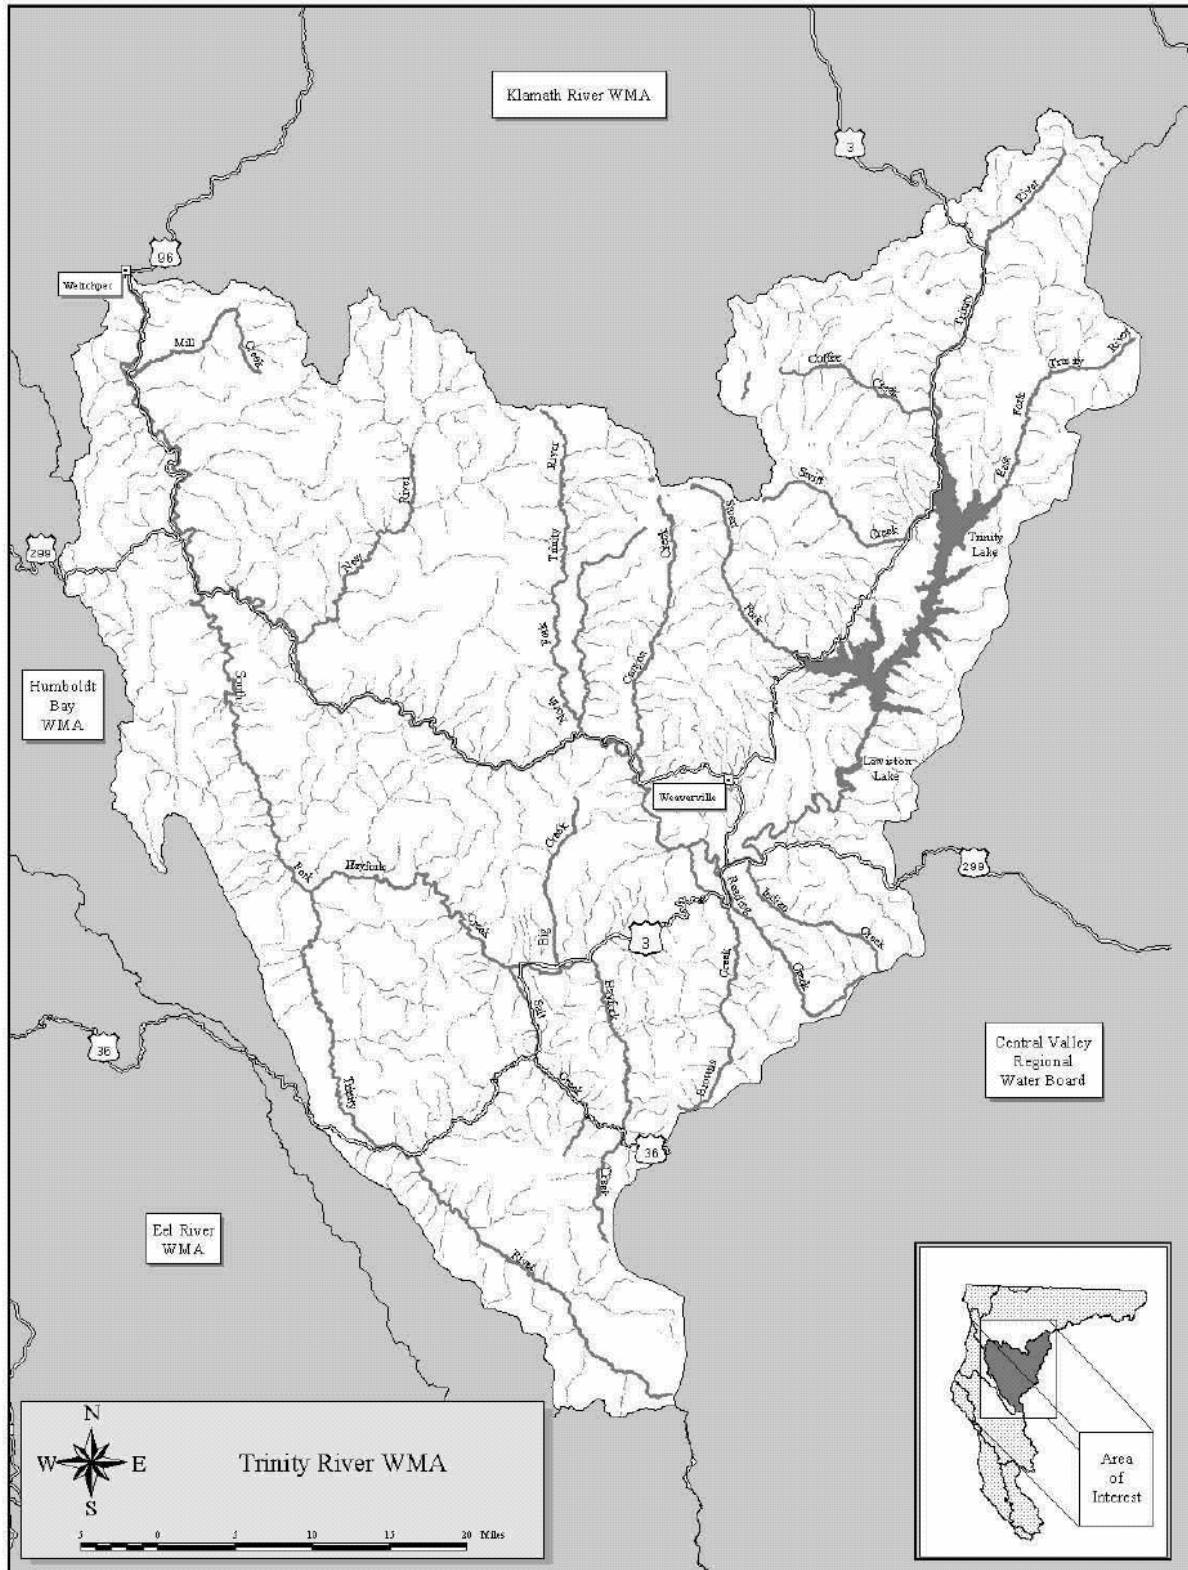 Klamath River WMA
3
River
96
Weitchpec
Mill
Creek
Trinity
Coffee
Creek
River
Trinity
Fork
East
River
River
New
Trinity
Fork
North
Creek
Canyon
Stuart
Fork
Swift
Creek
Trinity
Lake
299
Humboldt
Bay
WMA
South
Fork
Trinity
River
Lewiston
Lake
Weaverville
Hayfork
Creek
Creek
Big
3
Reading
Creek
Indian
Creek
299
Salt
Creek
Hayfork
Creek
Creek
Browns
36
36
Central Valley
Regional
Water Board
Eel River
WMA
N
W E
S
Trinity River WMA
5 0 5 10 15 20 Miles
Area
of
Interest